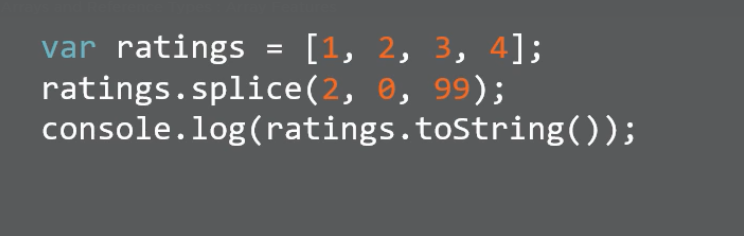 var ratings = [1, 2, 3, 4];
ratings.splice(2, 0, 99);
console.log(ratings.toString());